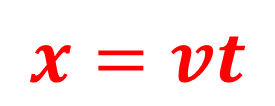 x = vt